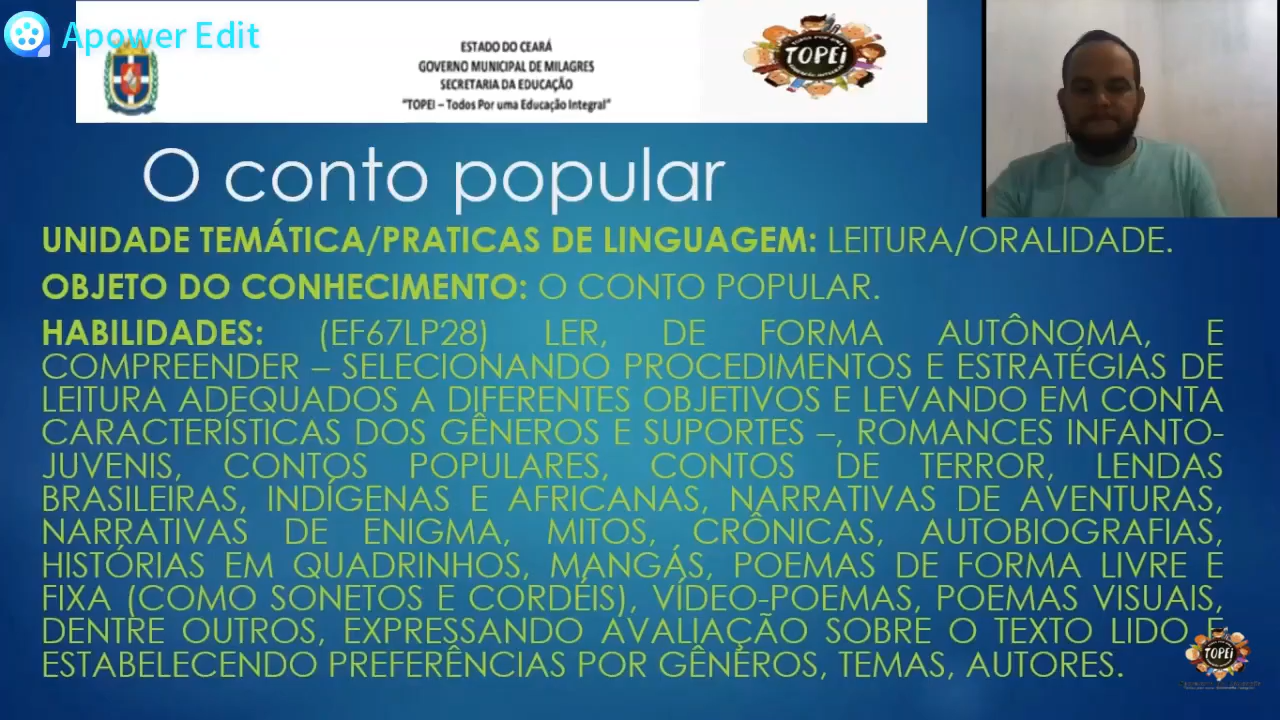 Apower Edit
ESTADO DO CEARÁ
GOVERNO MUNICIPAL DE MILAGRES
SECRETARIA DA EDUCAÇÃO
“TOPEI – Todos Por uma Educação Integral”
TOPEi
O conto popular
UNIDADE TEMÁTICA/PRATICAS DE LINGUAGEM: LEITURA/ORALIDADE.
OBJETO DO CONHECIMENTO: O CONTO POPULAR.
HABILIDADES: (EF67LP28) LER, DE FORMA AUTÔNOMA, E
COMPREENDER – SELECIONANDO PROCEDIMENTOS E ESTRATÉGIAS DE
LEITURA ADEQUADOS A DIFERENTES OBJETIVOS E LEVANDO EM CONTA
CARACTERÍSTICAS DOS GÊNEROS E SUPORTES –, ROMANCES INFANTO-
JUVENIS, CONTOS POPULARES, CONTOS DE TERROR, LENDAS
BRASILEIRAS, INDÍGENAS E AFRICANAS, NARRATIVAS DE AVENTURAS,
NARRATIVAS DE ENIGMA, MITOS, CRÔNICAS, AUTOBIOGRAFIAS,
HISTÓRIAS EM QUADRINHOS, MANGÁS, POEMAS DE FORMA LIVRE E
FIXA (COMO SONETOS E CORDÉIS), VÍDEO-POEMAS, POEMAS VISUAIS,
DENTRE OUTROS, EXPRESSANDO AVALIAÇÃO SOBRE O TEXTO LIDO E
ESTABELECENDO PREFERÊNCIAS POR GÊNEROS, TEMAS, AUTORES.
TOPEi